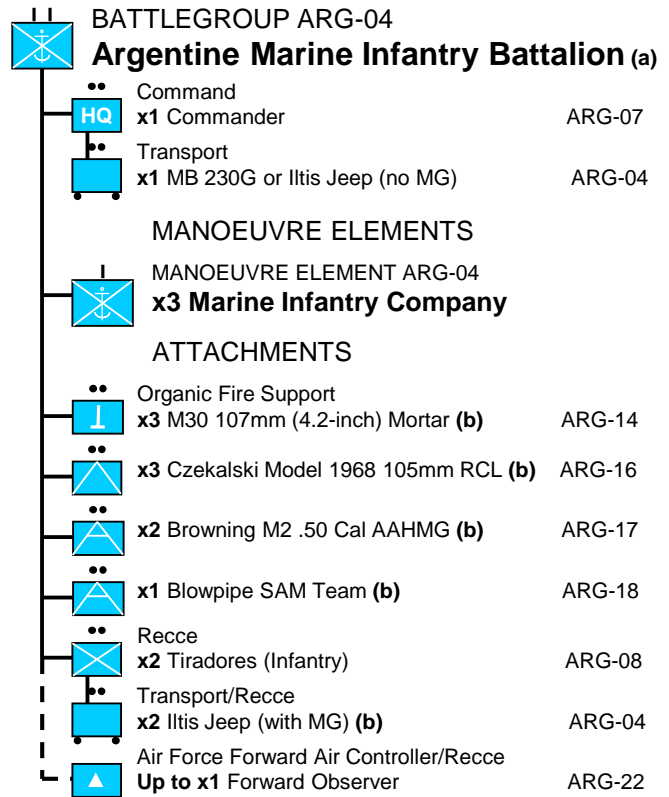 BATTLEGROUP ARG-04
Argentine Marine Infantry Battalion (a)
Command
HQ x1 Commander ARG-07
Transport
x1 MB 230G or Iltis Jeep (no MG) ARG-04
MANOEUVRE ELEMENTS
MANOEUVRE ELEMENT ARG-04
x3 Marine Infantry Company
ATTACHMENTS
Organic Fire Support
x3 M30 107mm (4.2-inch) Mortar (b) ARG-14
x3 Czekalski Model 1968 105mm RCL (b) ARG-16
x2 Browning M2 .50 Cal AAHMG (b) ARG-17
x1 Blowpipe SAM Team (b) ARG-18
Recce
x2 Tiradores (Infantry) ARG-08
Transport/Recce
x2 Iltis Jeep (with MG) (b) ARG-04
Air Force Forward Air Controller/Recce
Up to x1 Forward Observer ARG-22